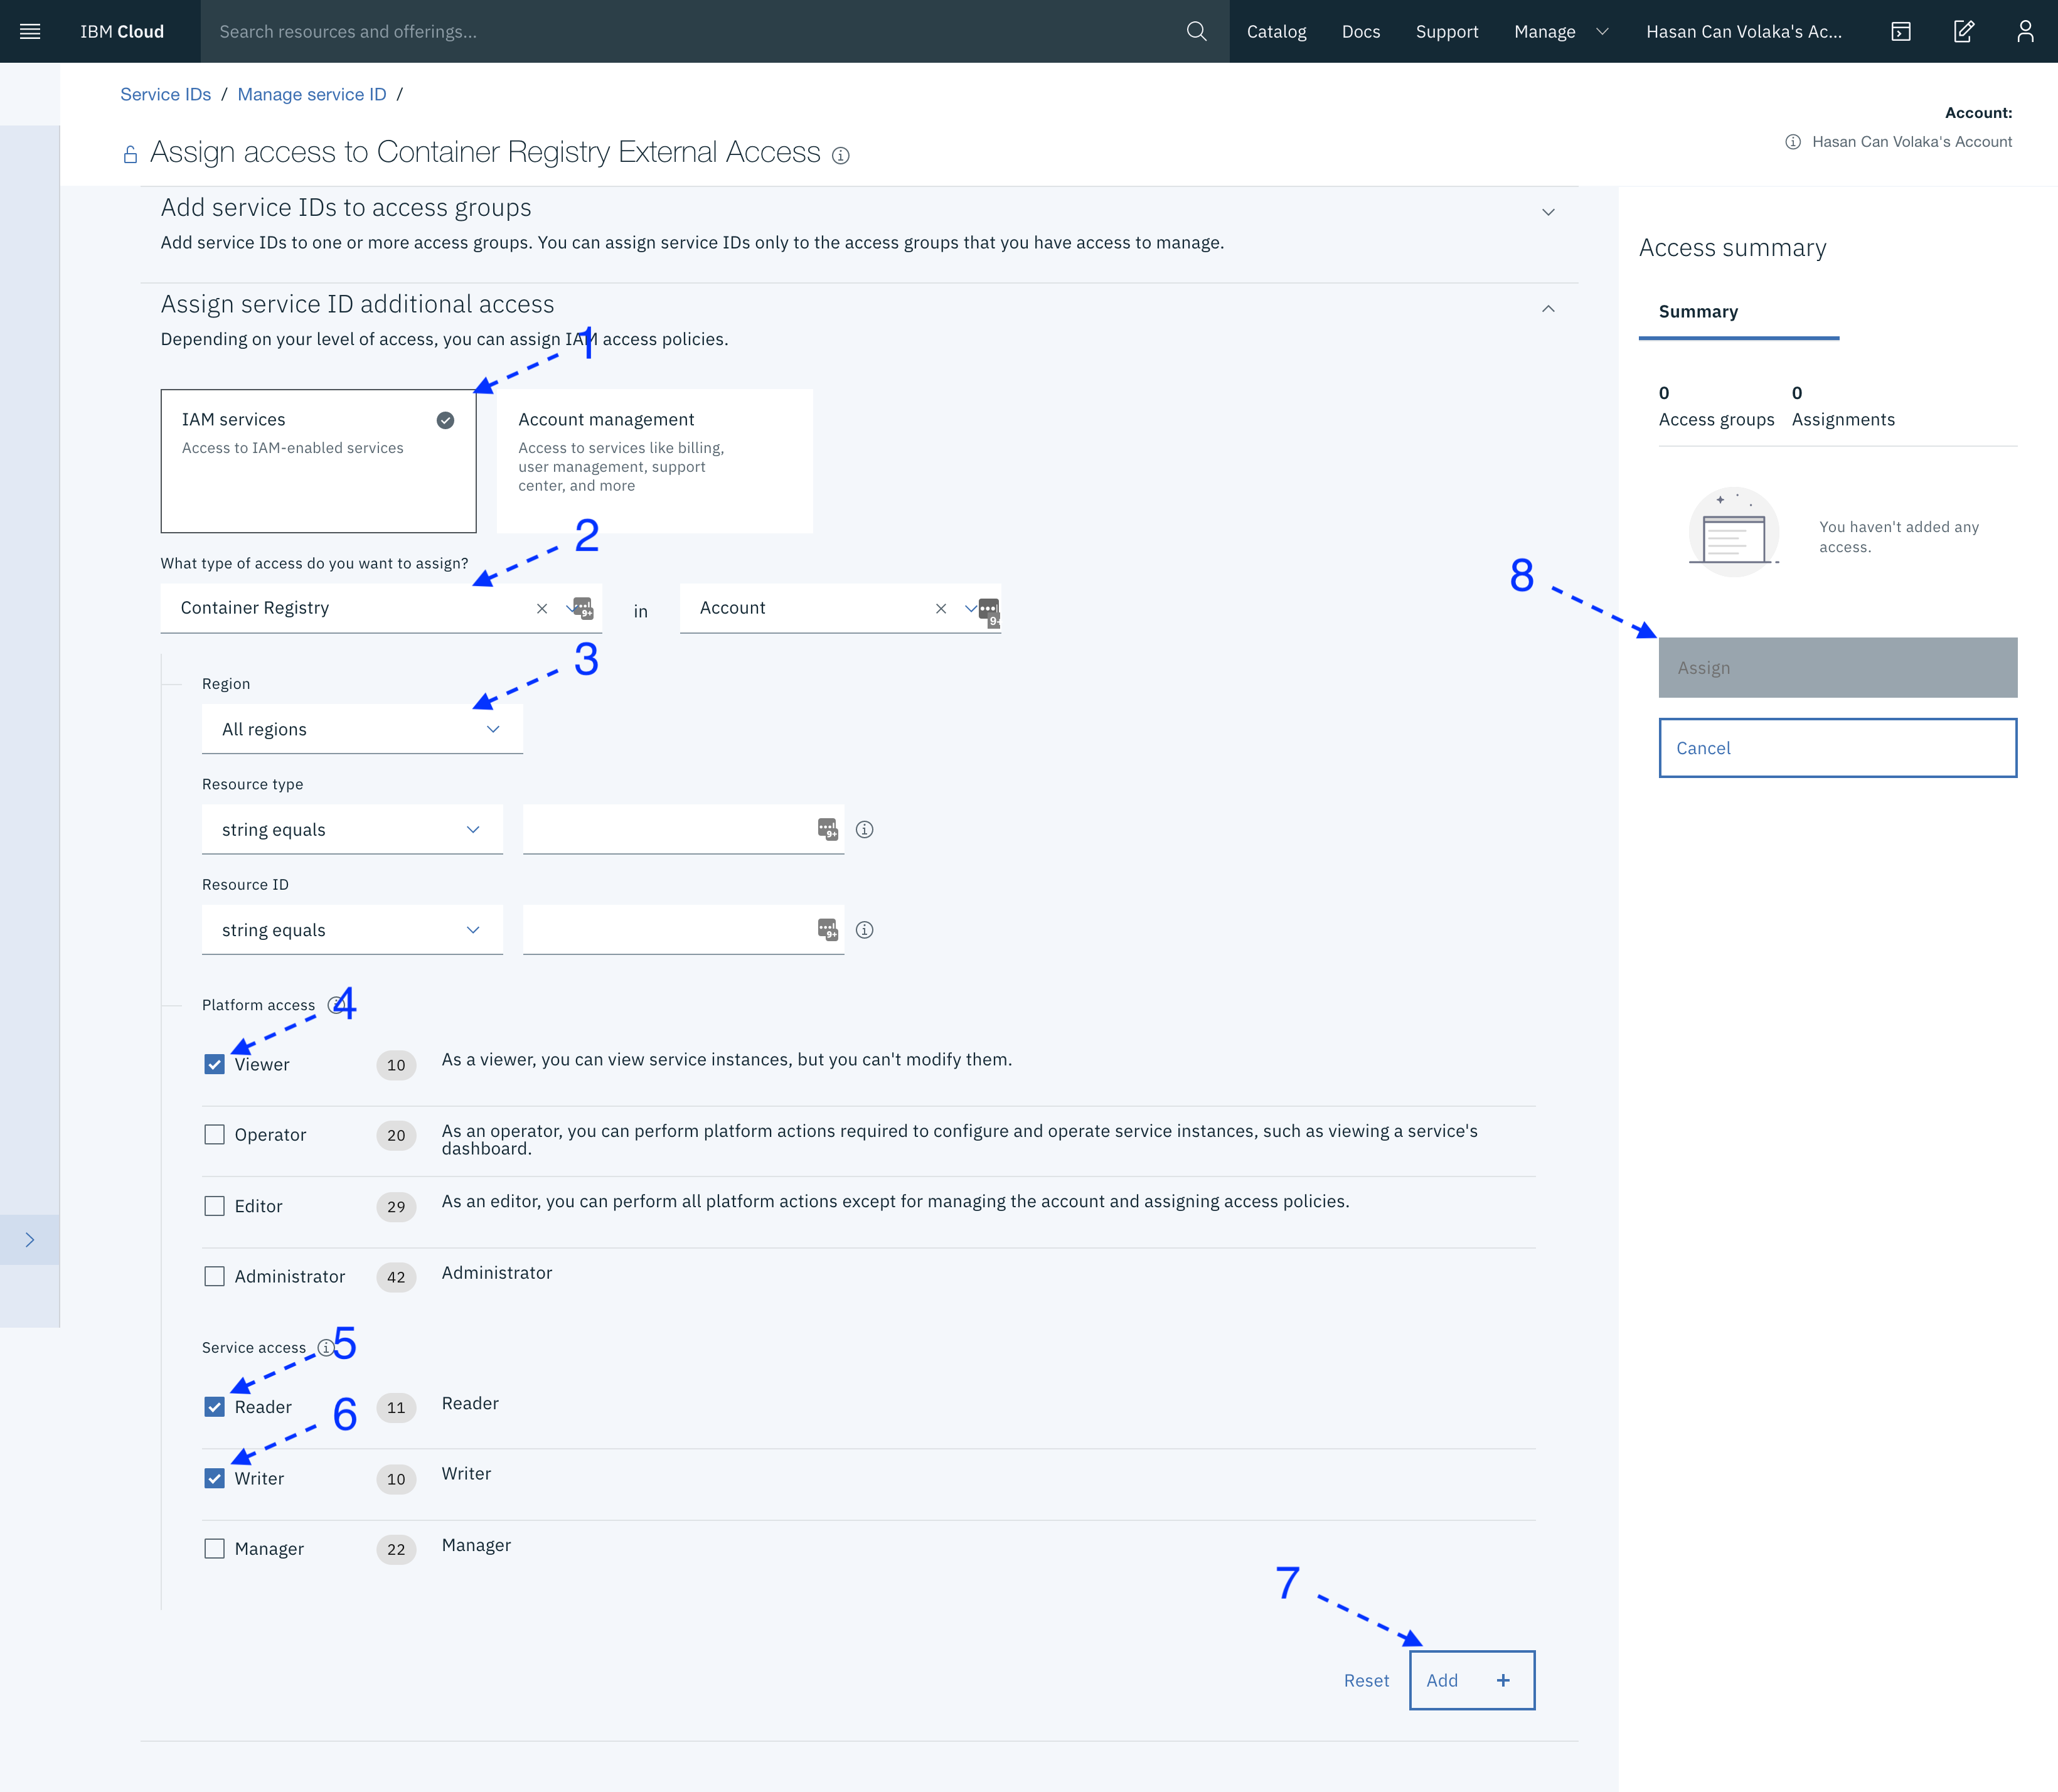 IBM Cloud
Search resources and offerings...
Catalog
Docs
Support
Manage
Hasan Can Volaka's Ac...
Service IDs / Manage service ID /
Assign access to Container Registry External Access
Account:
Hasan Can Volaka's Account
Add service IDs to access groups
Add service IDs to one or more access groups. You can assign service IDs only to the access groups that you have access to manage.
Assign service ID additional access
Depending on your level of access, you can assign IAM access policies.
1
IAM services
Access to IAM-enabled services
Account management
Access to services like billing,
user management, support
center, and more
2
What type of access do you want to assign?
Container Registry
9+
in
Account
9+
3
Region
All regions
Resource type
string equals
9+
Resource ID
string equals
9+
Platform access
4
Viewer
10
As a viewer, you can view service instances, but you can't modify them.
Operator
20
As an operator, you can perform platform actions required to configure and operate service instances, such as viewing a service's
dashboard.
Editor
29
As an editor, you can perform all platform actions except for managing the account and assigning access policies.
Administrator
42
Administrator
Service access
5
Reader
11
Reader
6
Writer
10
Writer
Manager
22
Manager
7
Reset
Add +
Access summary
Summary
0
Access groups
0
Assignments
You haven't added any
access.
8
Assign
Cancel